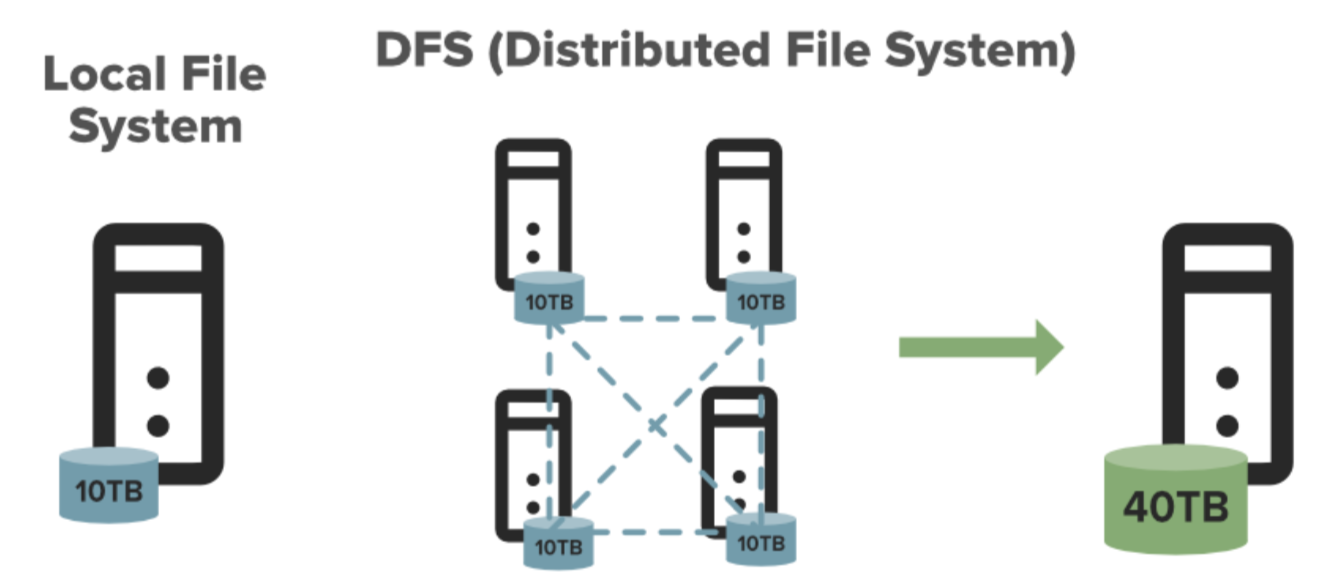 Local File
System
DFS (Distributed File System)
10TB
10TB
10TB
10TB
10TB
40TB